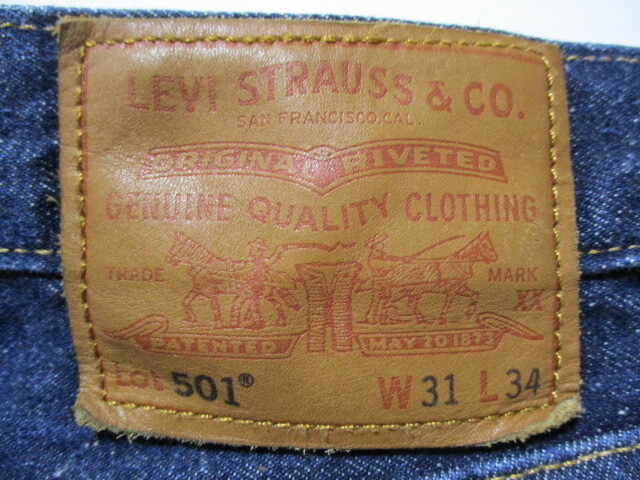 LEVI STRAUSS & CO.
SAN FRANCISCO, CAL.
ORIGINAL RIVETED
GENUINE QUALITY CLOTHING
TRADE MARK
XX
PATENTED MAY 20 1873
LOT 501® W 31 L 34